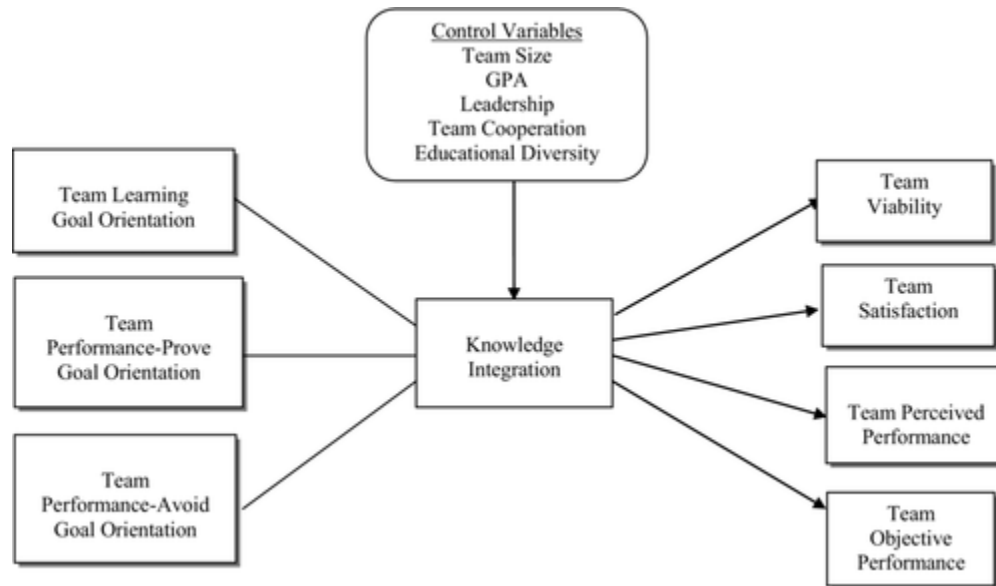 Control Variables
Team Size
GPA
Leadership
Team Cooperation
Educational Diversity
Team Learning
Goal Orientation
Team
Performance-Prove
Goal Orientation
Team
Performance-Avoid
Goal Orientation
Knowledge
Integration
Team
Viability
Team
Satisfaction
Team Perceived
Performance
Team
Objective
Performance